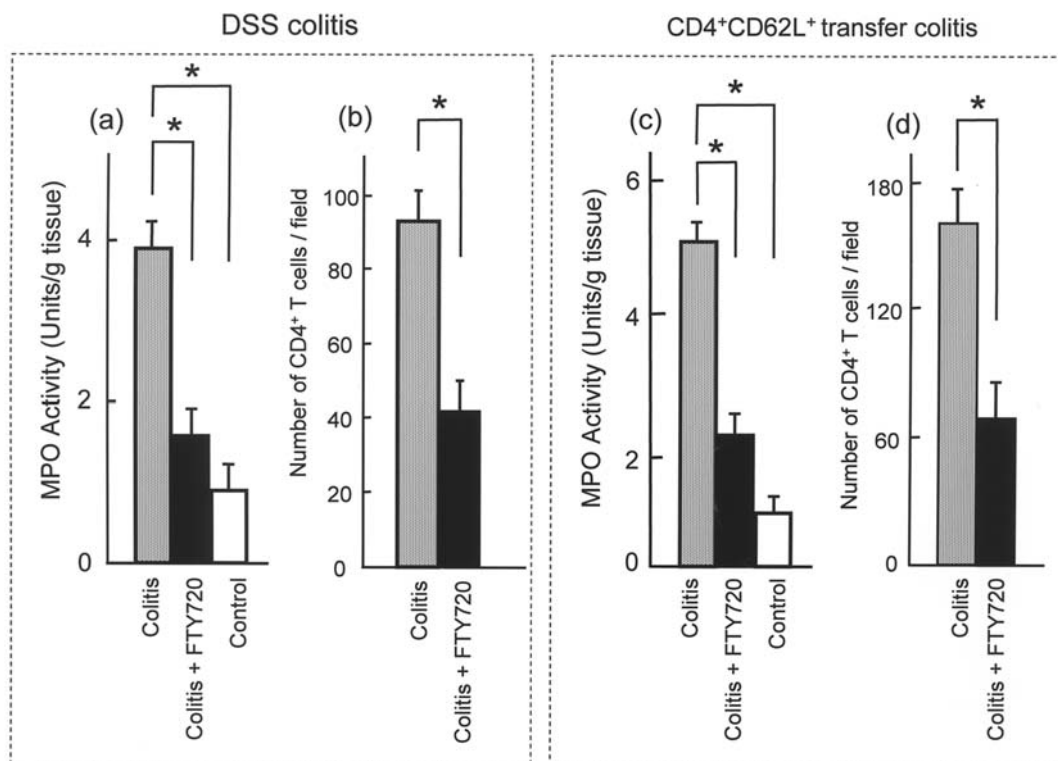 DSS colitis
CD4⁺CD62L⁺ transfer colitis
(a)
*
*
MPO Activity (Units/g tissue)
4
2
0
Colitis
Colitis + FTY720
Control
(b)
*
Number of CD4⁺ T cells / field
100
80
60
40
20
0
Colitis
Colitis + FTY720
(c)
*
*
MPO Activity (Units/g tissue)
6
4
2
0
Colitis
Colitis + FTY720
Control
(d)
*
Number of CD4⁺ T cells / field
180
120
60
0
Colitis
Colitis + FTY720